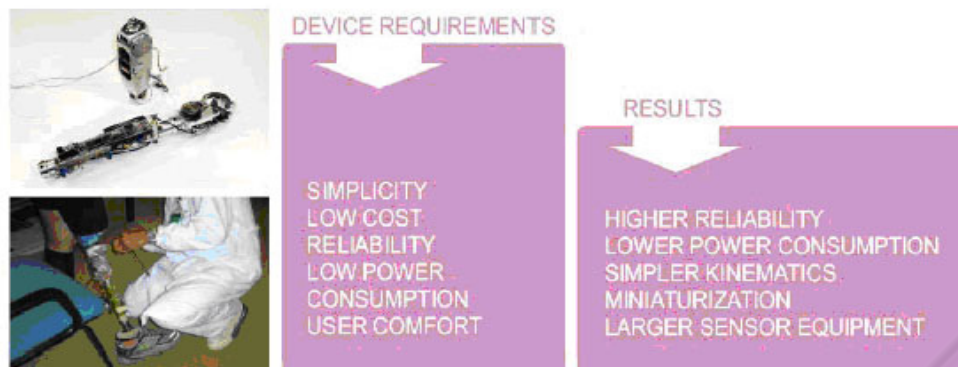 DEVICE REQUIREMENTS
SIMPLICITY
LOW COST
RELIABILITY
LOW POWER
CONSUMPTION
USER COMFORT
RESULTS
HIGHER RELIABILITY
LOWER POWER CONSUMPTION
SIMPLER KINEMATICS
MINIATURIZATION
LARGER SENSOR EQUIPMENT